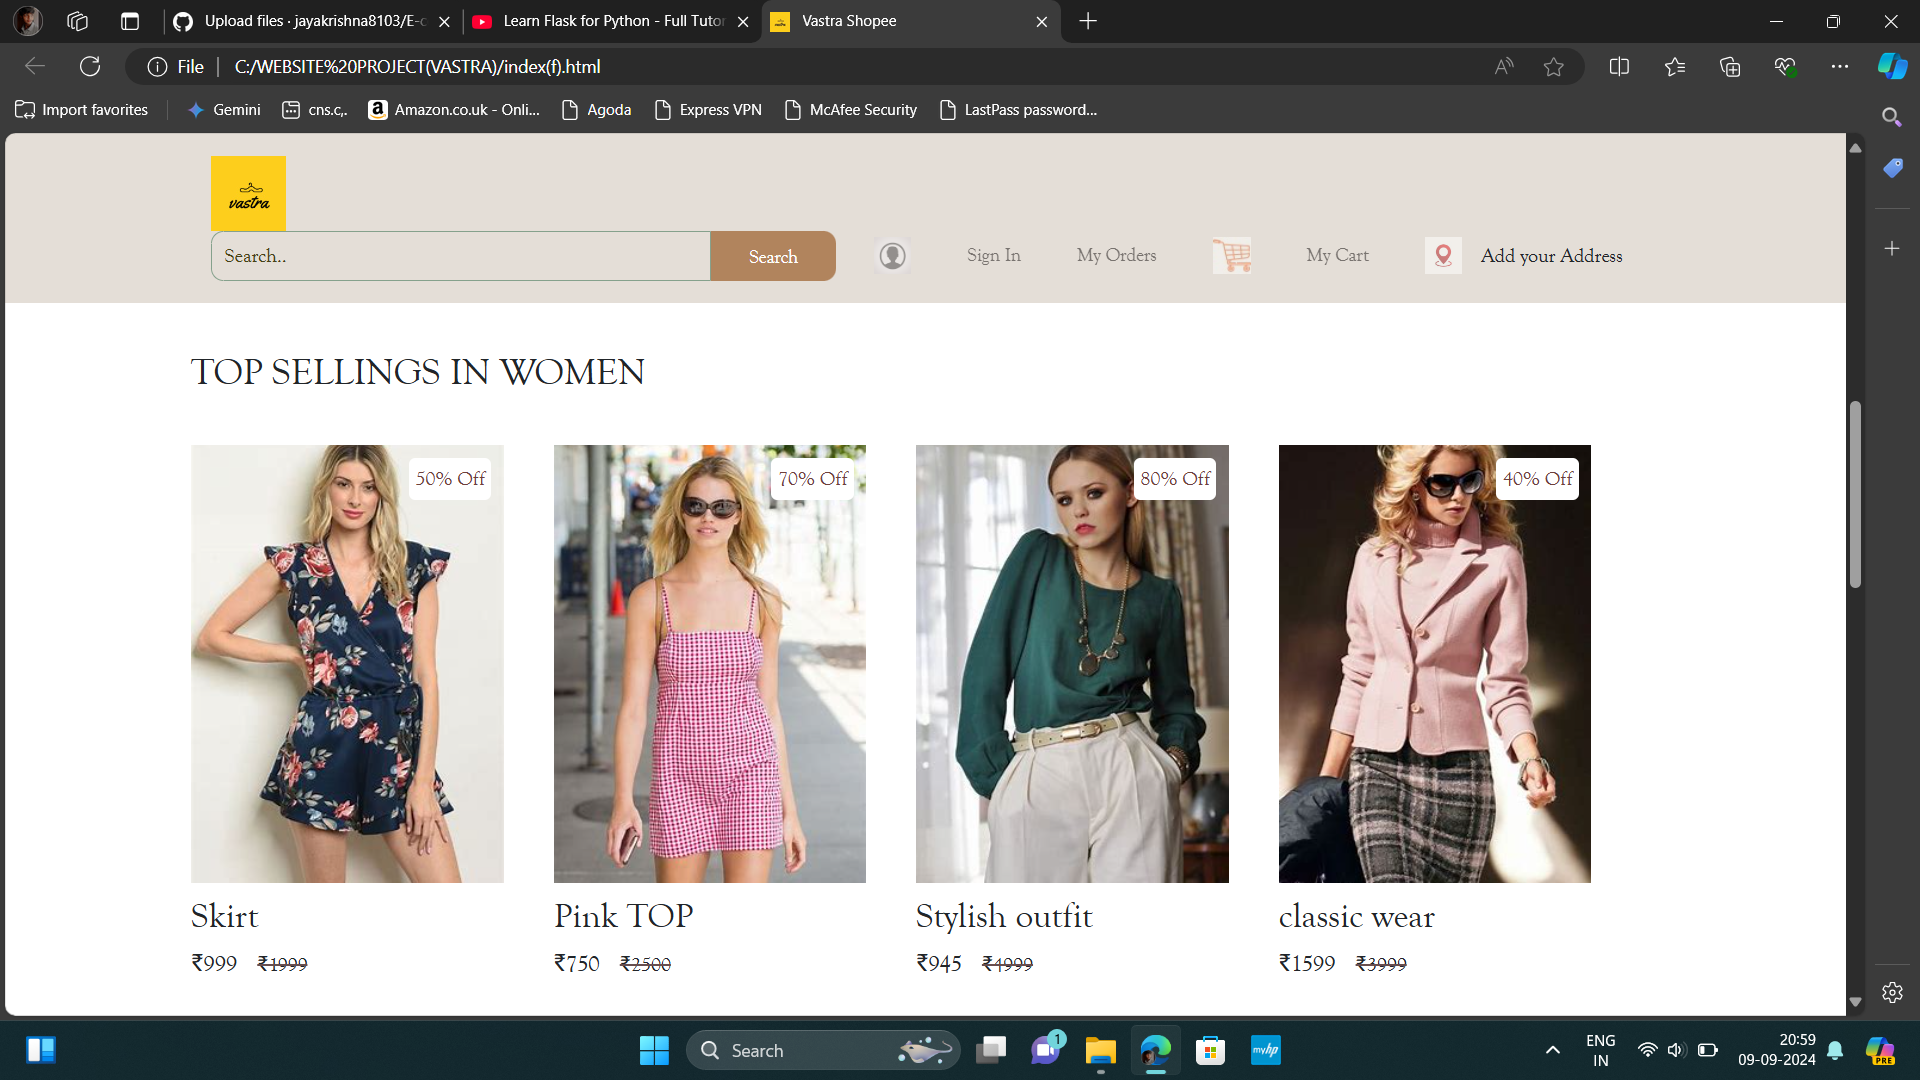 Upload files · jayakrishna8103/E-c
Learn Flask for Python - Full Tutor
Vastra Shopee
File
C:/WEBSITE%20PROJECT(VASTRA)/index(f).html
Import favorites
Gemini
cns.c,.
Amazon.co.uk - Onli...
Agoda
Express VPN
McAfee Security
LastPass password...
vastra
Search..
Search
Sign In
My Orders
My Cart
Add your Address
TOP SELLINGS IN WOMEN
50% Off
70% Off
80% Off
40% Off
Skirt
Pink TOP
Stylish outfit
classic wear
₹999 ₹1999
₹750 ₹2500
₹945 ₹4999
₹1599 ₹3999
Search
1
myhp
ENG
IN
20:59
09-09-2024
PRE